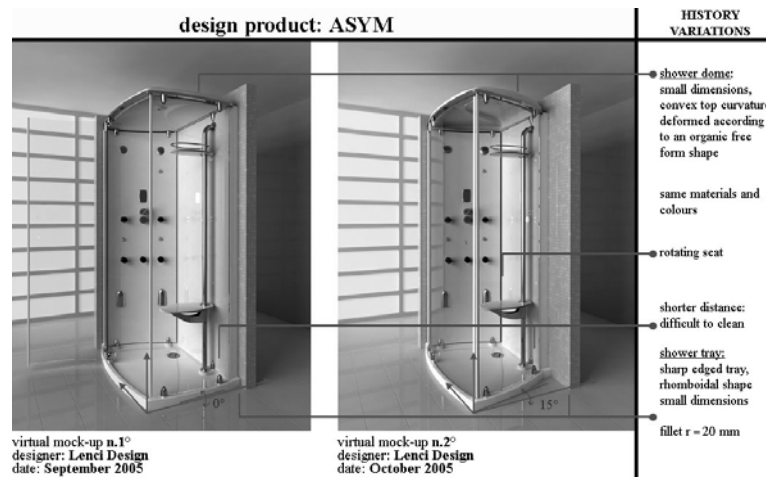 design product: ASYM
HISTORY
VARIATIONS
shower dome:
small dimensions,
convex top curvature
deformed according
to an organic free
form shape
same materials and
colours
rotating seat
shorter distance:
difficult to clean
shower tray:
sharp edged tray,
rhomboidal shape
small dimensions
fillet r = 20 mm
0°
15°
virtual mock-up n.1°
designer: Lenci Design
date: September 2005
virtual mock-up n.2°
designer: Lenci Design
date: October 2005